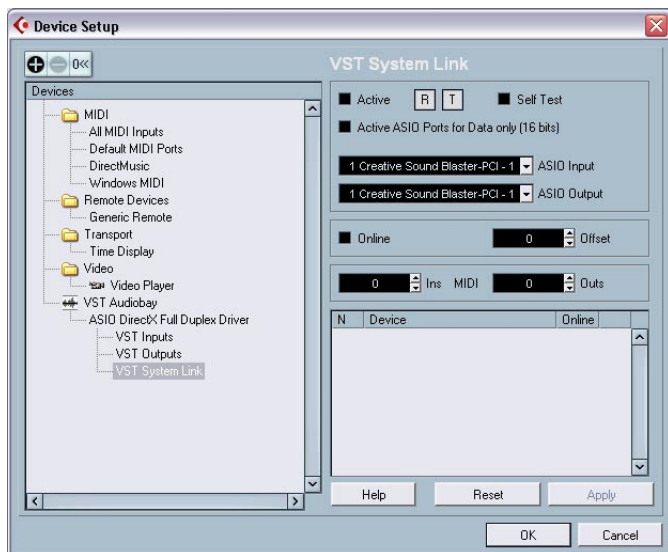 Device Setup
0«
Devices
MIDI
All MIDI Inputs
Default MIDI Ports
DirectMusic
Windows MIDI
Remote Devices
Generic Remote
Transport
Time Display
Video
Video Player
VST Audiobay
ASIO DirectX Full Duplex Driver
VST Inputs
VST Outputs
VST System Link
VST System Link
Active R T Self Test
Active ASIO Ports for Data only (16 bits)
1 Creative Sound Blaster-PCI - 1 ASIO Input
1 Creative Sound Blaster-PCI - 1 ASIO Output
Online 0 Offset
0 Ins MIDI 0 Outs
N Device Online
Help Reset Apply
OK Cancel